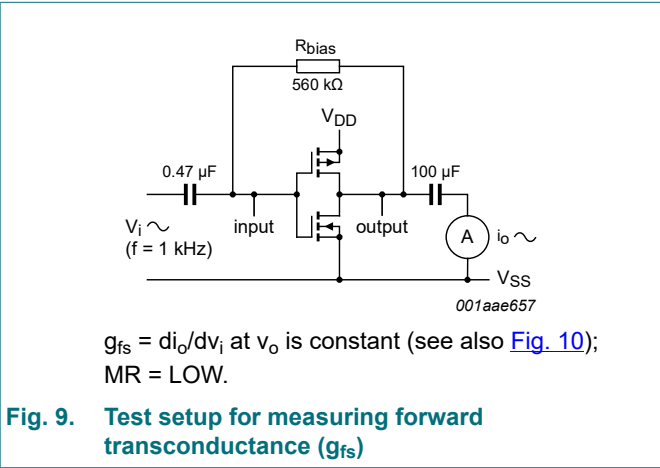 Rbias
560 kΩ
VDD
0.47 μF
100 μF
Vi
input
output
A
io
(f = 1 kHz)
VSS
001aae657
gfs = dio/dvi at vo is constant (see also Fig. 10);
MR = LOW.
Fig. 9. Test setup for measuring forward
transconductance (gfs)